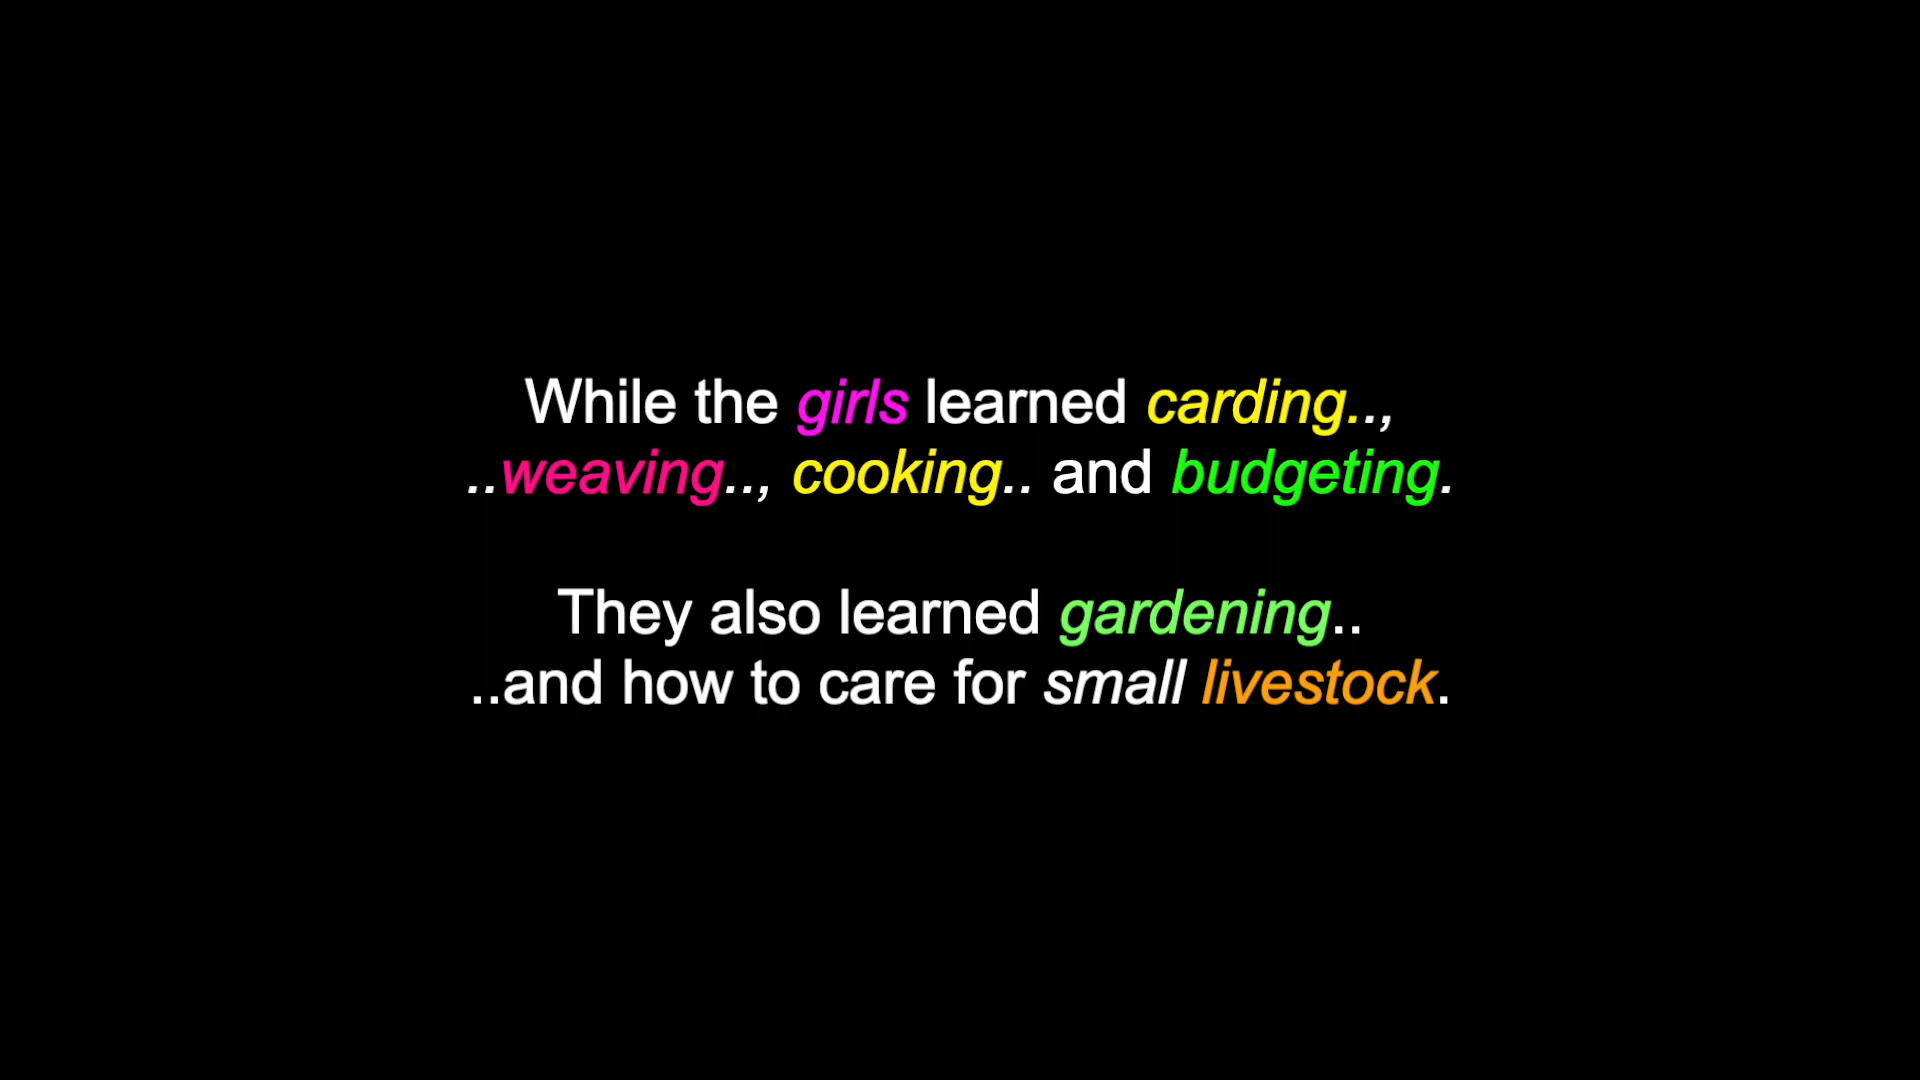 While the girls learned carding..,
..weaving.., cooking.. and budgeting.
They also learned gardening..
..and how to care for small livestock.